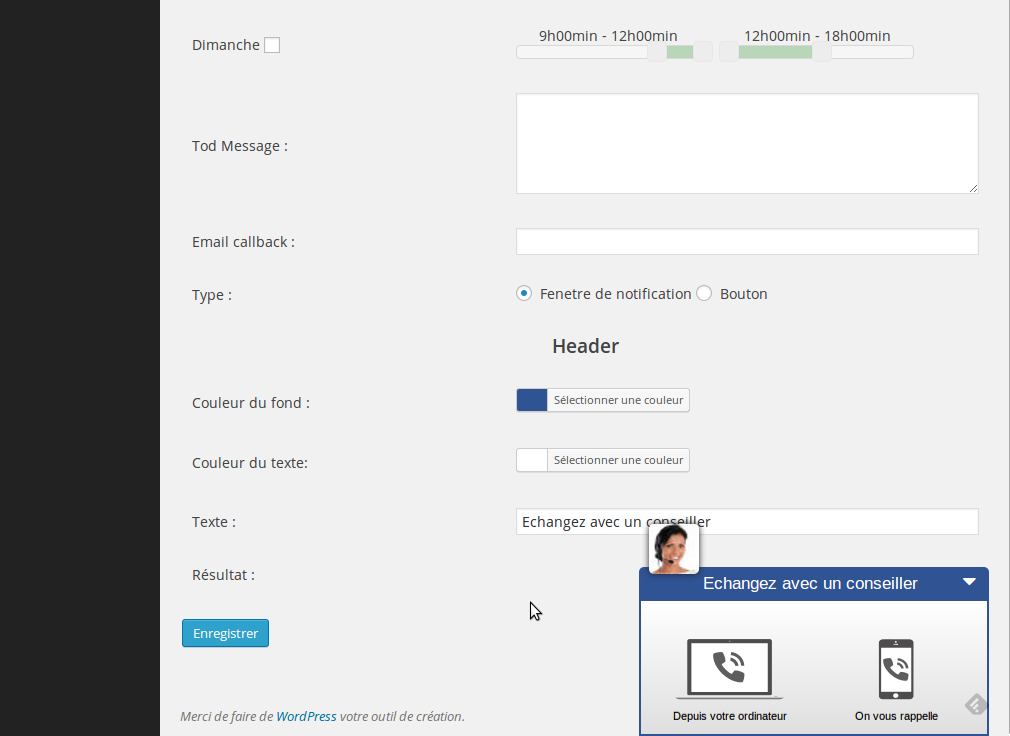 9h00min - 12h00min 12h00min - 18h00min
Dimanche
Tod Message :
Email callback :
Type : Fenetre de notification Bouton
Header
Couleur du fond : Sélectionner une couleur
Couleur du texte: Sélectionner une couleur
Texte : Echangez avec un conseiller
Résultat :
Echangez avec un conseiller
Enregistrer
Depuis votre ordinateur On vous rappelle
Merci de faire de WordPress votre outil de création.